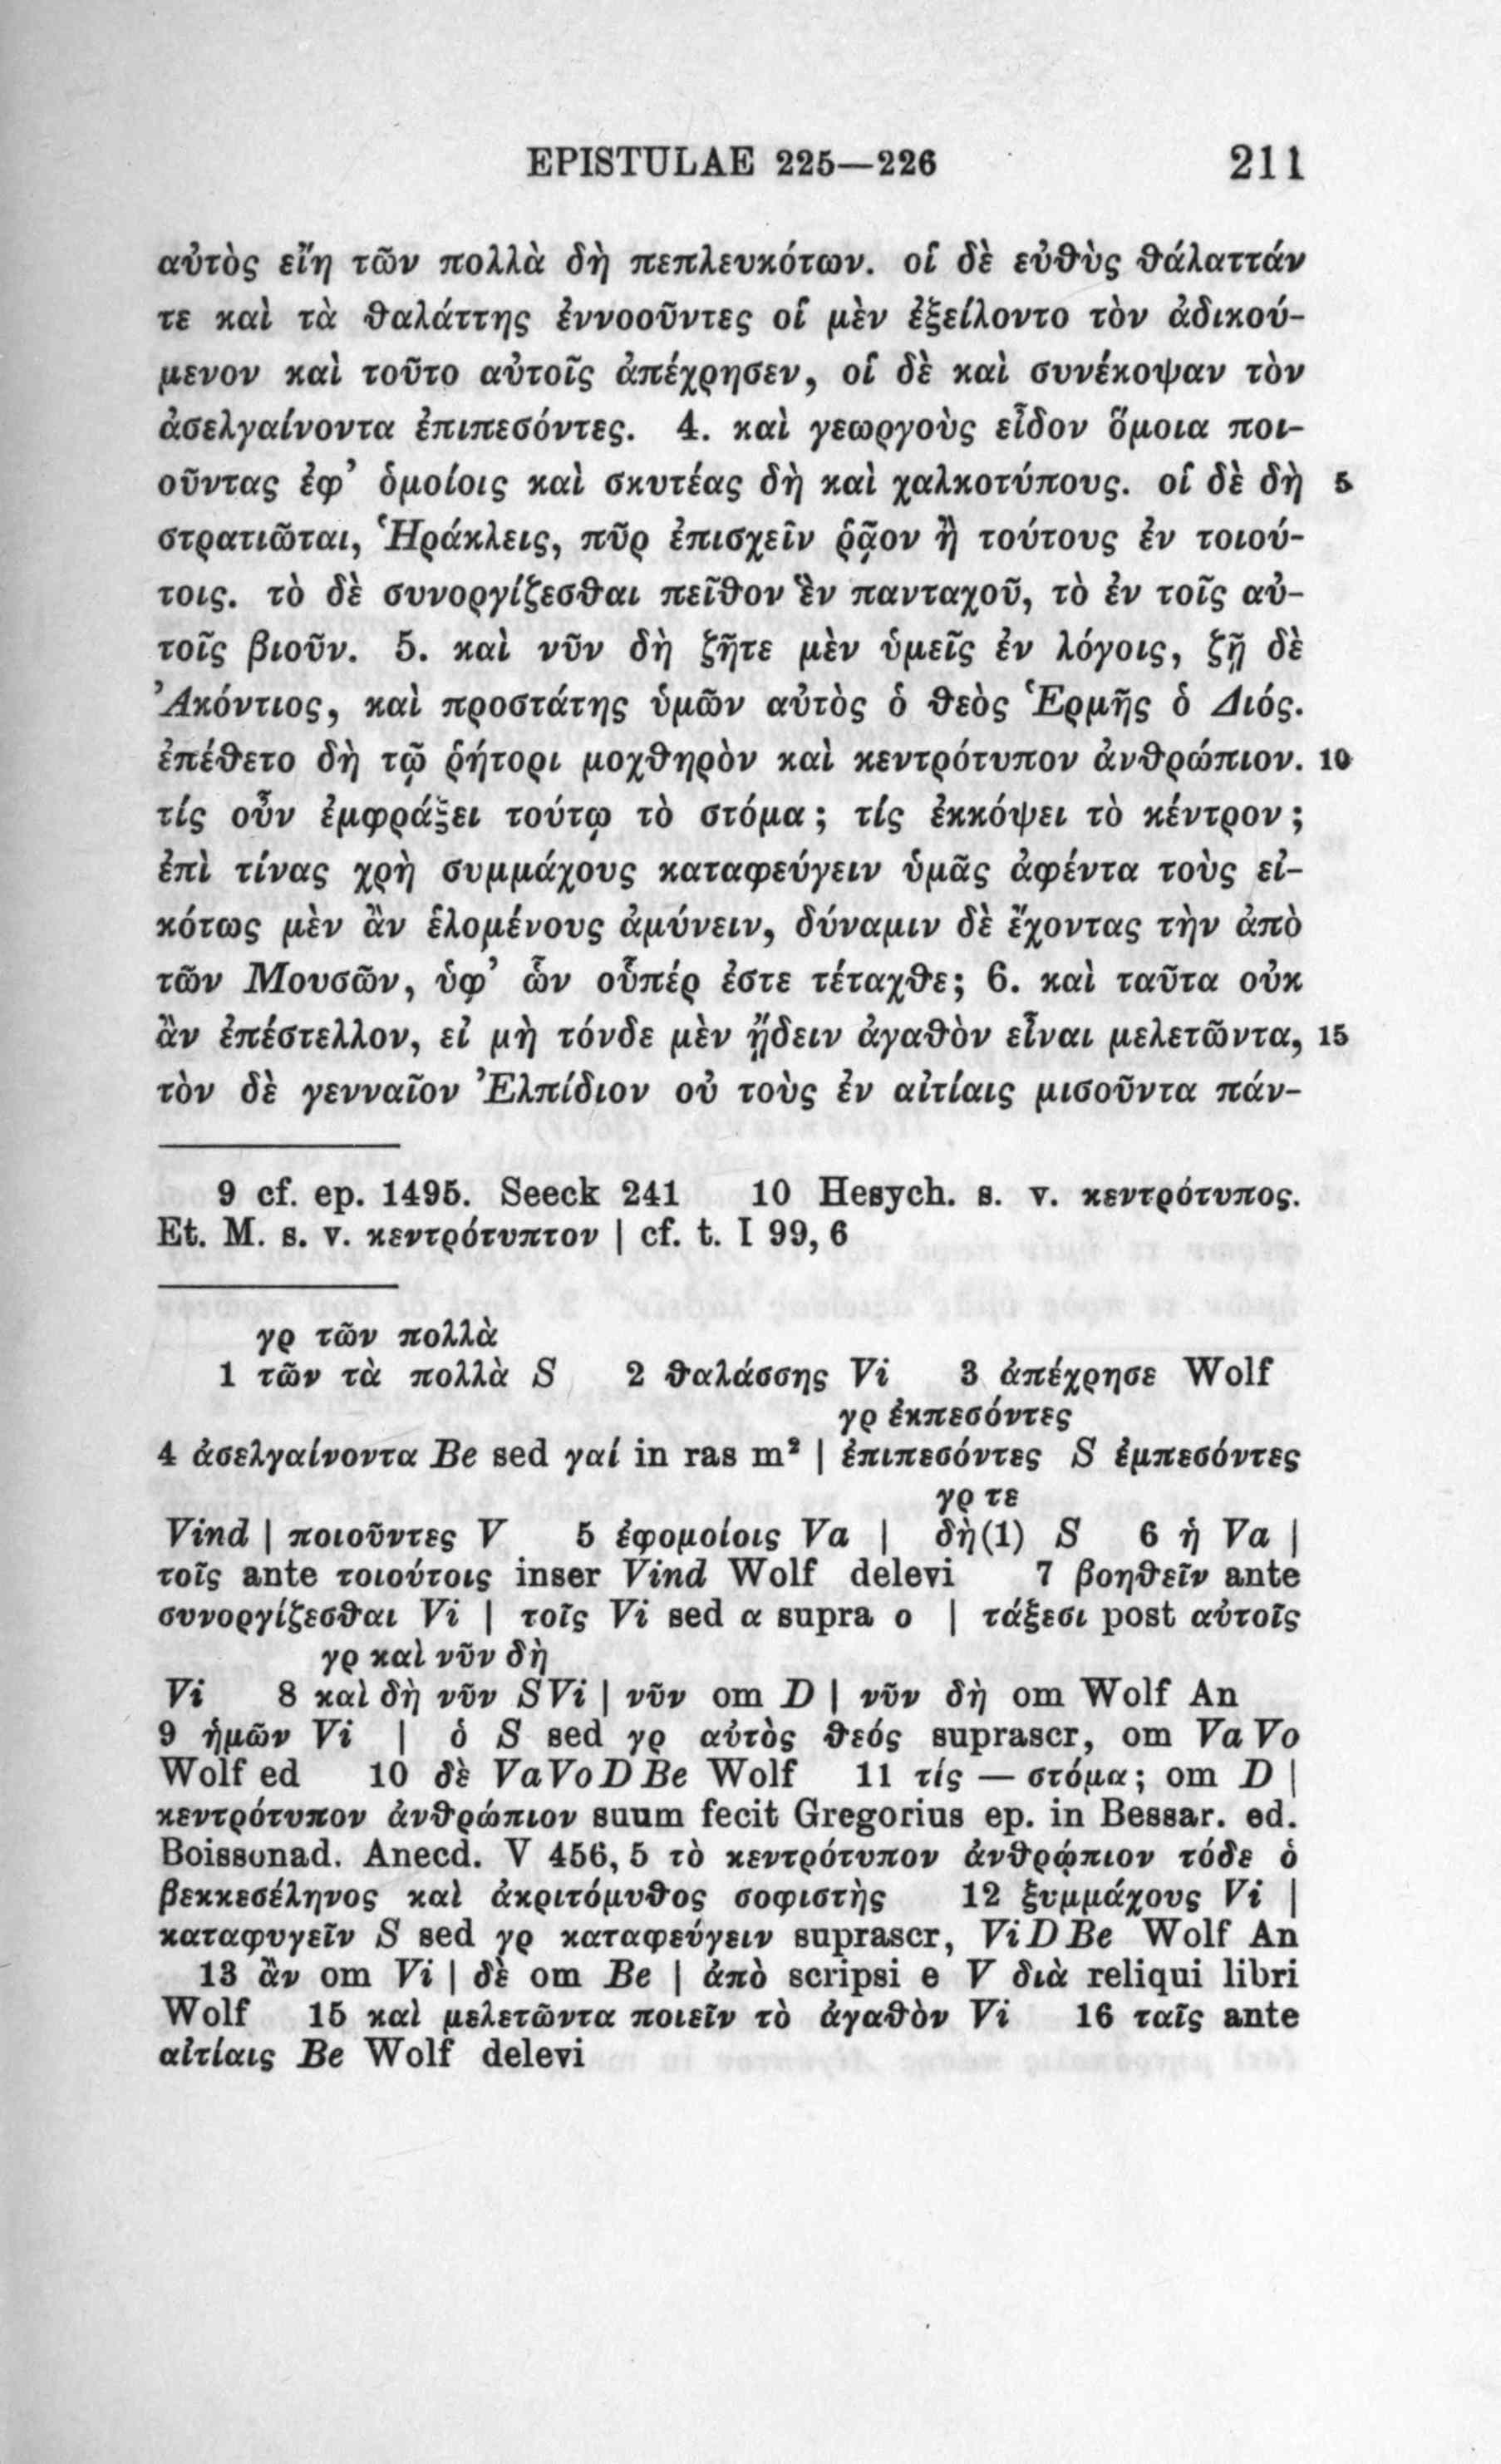 EPISTULAE 225—226 211
αὐτὸς εἴη τῶν πολλὰ δὴ πεπλευκότων. οἱ δὲ εὐθὺς θάλαττάν
τε καὶ τὰ θαλάττης ἐννοοῦντες οἱ μὲν ἐξείλοντο τὸν ἀδικού-
μενον καὶ τοῦτο αὐτοῖς ἀπέχρησεν, οἱ δὲ καὶ συνέκοψαν τὸν
ἀσελγαίνοντα ἐπιπεσόντες. 4. καὶ γεωργοὺς εἶδον ὅμοια ποι-
οῦντας ἐφ’ ὁμοίοις καὶ σκυτέας δὴ καὶ χαλκοτύπους. οἱ δὲ δὴ 5
στρατιῶται, Ἡράκλεις, πῦρ ἐπισχεῖν ῥᾷον ἢ τούτους ἐν τοιού-
τοις. τὸ δὲ συνοργίζεσθαι πεῖθον ἓν πανταχοῦ, τὸ ἐν τοῖς αὐ-
τοῖς βιοῦν. 5. καὶ νῦν δὴ ζῆτε μὲν ὑμεῖς ἐν λόγοις, ζῇ δὲ
Ἀκόντιος, καὶ προστάτης ὑμῶν αὐτὸς ὁ θεὸς Ἑρμῆς ὁ Διός.
ἐπέθετο δὴ τῷ ῥήτορι μοχθηρὸν καὶ κεντρότυπον ἀνθρώπιον. 10
τίς οὖν ἐμφράξει τούτῳ τὸ στόμα; τίς ἐκκόψει τὸ κέντρον;
ἐπὶ τίνας χρὴ συμμάχους καταφεύγειν ὑμᾶς ἀφέντα τοὺς εἰ-
κότως μὲν ἂν ἑλομένους ἀμύνειν, δύναμιν δὲ ἔχοντας τὴν ἀπὸ
τῶν Μουσῶν, ὑφ’ ὧν οὗπέρ ἐστε τέταχθε; 6. καὶ ταῦτα οὐκ
ἂν ἐπέστελλον, εἰ μὴ τόνδε μὲν ᾔδειν ἀγαθὸν εἶναι μελετῶντα, 15
τὸν δὲ γενναῖον Ἐλπίδιον οὐ τοὺς ἐν αἰτίαις μισοῦντα πάν-
9 cf. ep. 1495. Seeck 241 10 Hesych. s. v. κεντρότυπος.
Et. M. s. v. κεντρότυπτον | cf. t. I 99, 6
γρ τῶν πολλὰ
1 τῶν τὰ πολλὰ S 2 θαλάσσης Vi 3 ἀπέχρησε Wolf
γρ ἐκπεσόντες
4 ἀσελγαίνοντα Be sed γαί in ras m² | ἐπιπεσόντες S ἐμπεσόντες
γρ τε
Vind | ποιοῦντες V 5 ἐφομοίοις Va | δὴ(1) S 6 ἡ Va |
τοῖς ante τοιούτοις inser Vind Wolf delevi 7 βοηθεῖν ante
συνοργίζεσθαι Vi | τοῖς Vi sed α supra ο | τάξεσι post αὐτοῖς
γρ καὶ νῦν δὴ
Vi 8 καὶ δὴ νῦν S Vi | νῦν om D | νῦν δὴ om Wolf An
9 ἡμῶν Vi | ὁ S sed γρ αὐτὸς θεός suprascr, om Va Vo
Wolf ed 10 δὲ Va Vo D Be Wolf 11 τίς — στόμα; om D |
κεντρότυπον ἀνθρώπιον suum fecit Gregorius ep. in Bessar. ed.
Boissonad. Anecd. V 456, 5 τὸ κεντρότυπον ἀνθρώπιον τόδε ὁ
βεκκεσέληνος καὶ ἀκριτόμυθος σοφιστής 12 ξυμμάχους Vi |
καταφυγεῖν S sed γρ καταφεύγειν suprascr, Vi D Be Wolf An
13 ἂν om Vi | δὲ om Be | ἀπὸ scripsi e V διὰ reliqui libri
Wolf 15 καὶ μελετῶντα ποιεῖν τὸ ἀγαθὸν Vi 16 ταῖς ante
αἰτίαις Be Wolf delevi